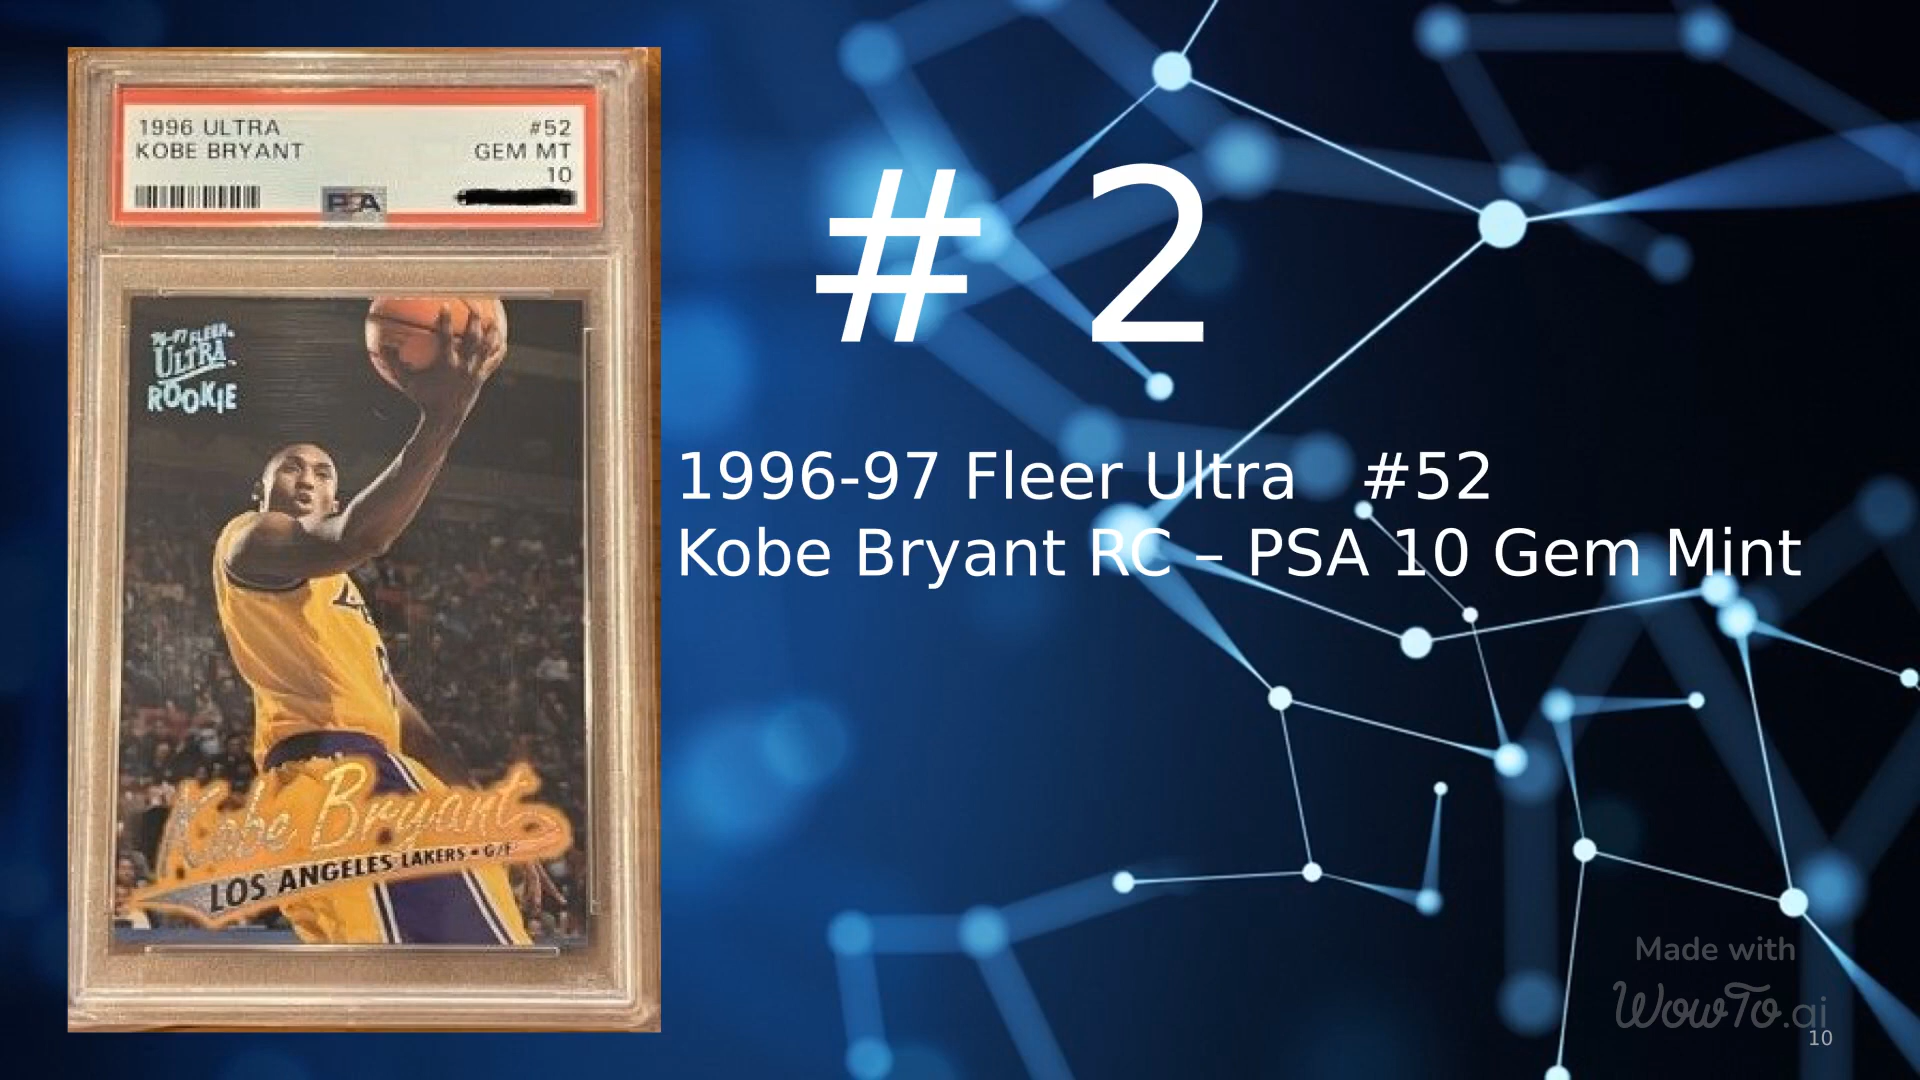 1996 ULTRA #52
KOBE BRYANT GEM MT
10
PSA
96-97 FLEER
ULTRA
ROOKIE
Kobe Bryant
LOS ANGELES LAKERS • G/F
# 2
1996-97 Fleer Ultra #52
Kobe Bryant RC – PSA 10 Gem Mint
Made with
WowTo.ai
10